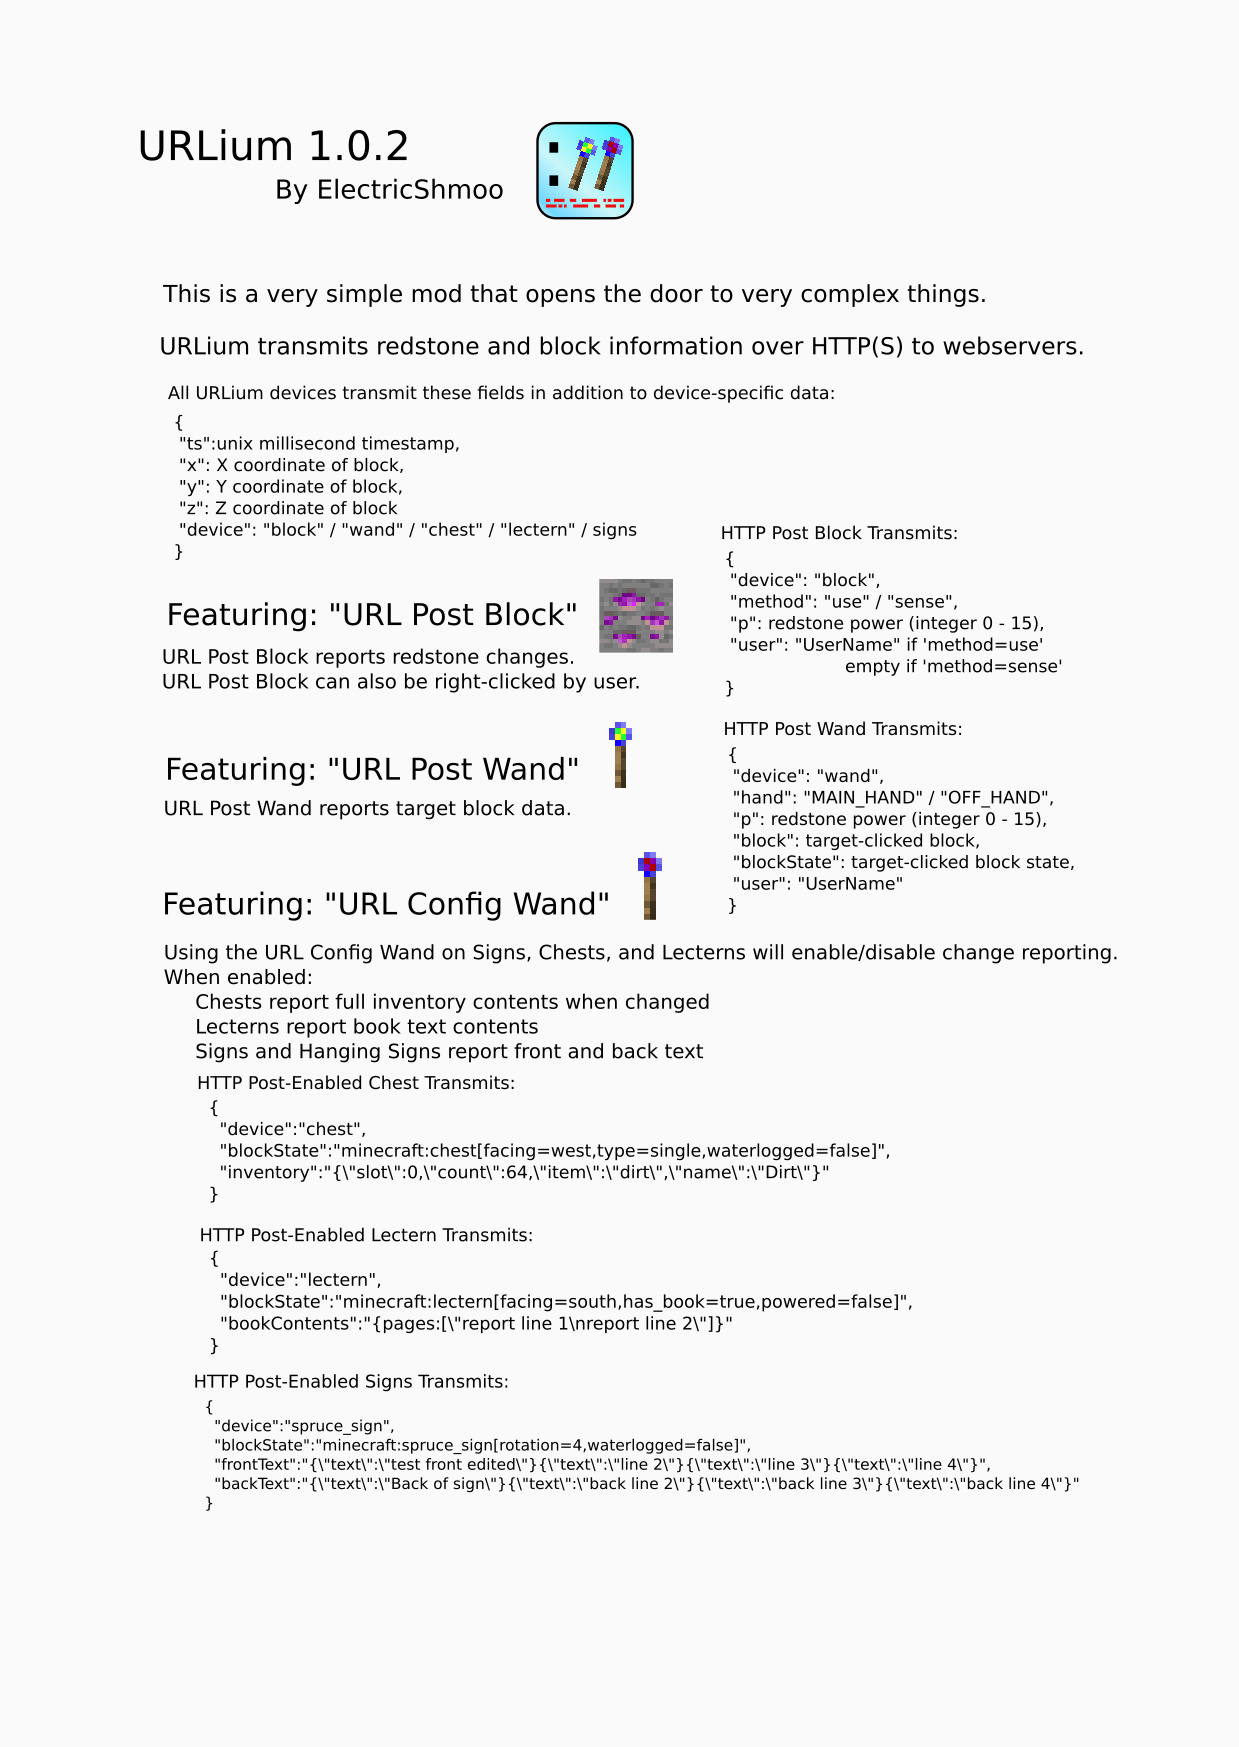 URLium 1.0.2
By ElectricShmoo
This is a very simple mod that opens the door to very complex things.
URLium transmits redstone and block information over HTTP(S) to webservers.
All URLium devices transmit these fields in addition to device-specific data:
{
"ts":unix millisecond timestamp,
"x": X coordinate of block,
"y": Y coordinate of block,
"z": Z coordinate of block
"device": "block" / "wand" / "chest" / "lectern" / signs
}
Featuring: "URL Post Block"
URL Post Block reports redstone changes.
URL Post Block can also be right-clicked by user.
HTTP Post Block Transmits:
{
"device": "block",
"method": "use" / "sense",
"p": redstone power (integer 0 - 15),
"user": "UserName" if 'method=use'
empty if 'method=sense'
}
Featuring: "URL Post Wand"
URL Post Wand reports target block data.
HTTP Post Wand Transmits:
{
"device": "wand",
"hand": "MAIN_HAND" / "OFF_HAND",
"p": redstone power (integer 0 - 15),
"block": target-clicked block,
"blockState": target-clicked block state,
"user": "UserName"
}
Featuring: "URL Config Wand"
Using the URL Config Wand on Signs, Chests, and Lecterns will enable/disable change reporting.
When enabled:
Chests report full inventory contents when changed
Lecterns report book text contents
Signs and Hanging Signs report front and back text
HTTP Post-Enabled Chest Transmits:
{
"device":"chest",
"blockState":"minecraft:chest[facing=west,type=single,waterlogged=false]",
"inventory":"{\"slot\":0,\"count\":64,\"item\":\"dirt\",\"name\":\"Dirt\"}"
}
HTTP Post-Enabled Lectern Transmits:
{
"device":"lectern",
"blockState":"minecraft:lectern[facing=south,has_book=true,powered=false]",
"bookContents":"{pages:[\"report line 1\nreport line 2\"]}"
}
HTTP Post-Enabled Signs Transmits:
{
"device":"spruce_sign",
"blockState":"minecraft:spruce_sign[rotation=4,waterlogged=false]",
"frontText":"{\"text\":\"test front edited\"}{\"text\":\"line 2\"}{\"text\":\"line 3\"}{\"text\":\"line 4\"}",
"backText":"{\"text\":\"Back of sign\"}{\"text\":\"back line 2\"}{\"text\":\"back line 3\"}{\"text\":\"back line 4\"}"
}